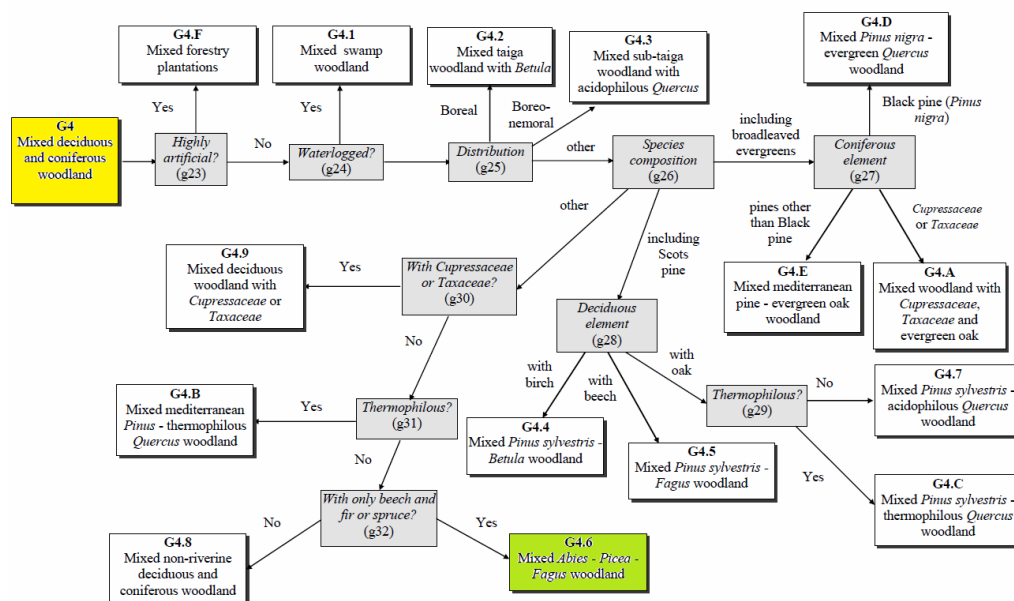 G4.F
Mixed forestry
plantations
G4.1
Mixed swamp
woodland
G4.2
Mixed taiga
woodland with Betula
G4.3
Mixed sub-taiga
woodland with
acidophilous Quercus
G4.D
Mixed Pinus nigra -
evergreen Quercus
woodland
Yes
Yes
Boreal
Boreo-
nemoral
Black pine (Pinus
nigra)
G4
Mixed deciduous
and coniferous
woodland
Highly
artificial?
(g23)
No
Waterlogged?
(g24)
Distribution
(g25)
other
Species
composition
(g26)
including
broadleaved
evergreens
Coniferous
element
(g27)
other
including
Scots
pine
pines other
than Black
pine
Cupressaceae
or Taxaceae
G4.9
Mixed deciduous
woodland with
Cupressaceae or
Taxaceae
Yes
With Cupressaceae
or Taxaceae?
(g30)
G4.E
Mixed mediterranean
pine - evergreen oak
woodland
G4.A
Mixed woodland with
Cupressaceae,
Taxaceae and
evergreen oak
Deciduous
element
(g28)
No
with
birch
with
beech
with
oak
G4.B
Mixed mediterranean
Pinus - thermophilous
Quercus woodland
Yes
Thermophilous?
(g31)
Thermophilous?
(g29)
No
G4.7
Mixed Pinus sylvestris -
acidophilous Quercus
woodland
G4.4
Mixed Pinus sylvestris -
Betula woodland
G4.5
Mixed Pinus sylvestris -
Fagus woodland
No
Yes
G4.C
Mixed Pinus sylvestris -
thermophilous Quercus
woodland
With only beech and
fir or spruce?
(g32)
No
Yes
G4.8
Mixed non-riverine
deciduous and
coniferous woodland
G4.6
Mixed Abies - Picea -
Fagus woodland